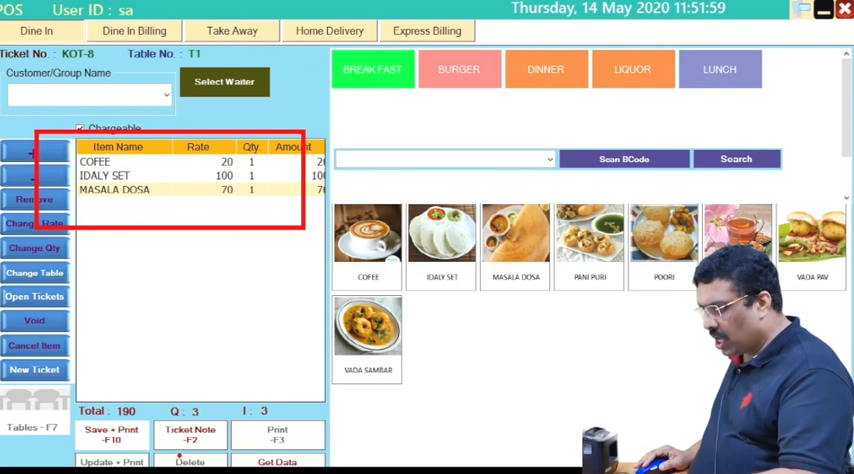 POS User ID : sa Thursday, 14 May 2020 11:51:59
Dine In Dine In Billing Take Away Home Delivery Express Billing
Ticket No. : KOT-8 Table No. : T1
Customer/Group Name
Select Waiter
BREAK FAST BURGER DINNER LIQUOR LUNCH
Chargeable
Item Name Rate Qty. Amount
COFEE 20 1
IDALY SET 100 1
MASALA DOSA 70 1
Scan BCode Search
+
-
Remove
Change Rate
Change Qty
Change Table
Open Tickets
Void
Cancel Item
New Ticket
Tables - F7
COFEE IDALY SET MASALA DOSA PANI PURI POORI VADA PAV
VADA SAMBAR
Total : 190 Q : 3 I : 3
Save + Print
-F10
Ticket Note
-F2
Print
-F3
Update + Print Delete Get Data